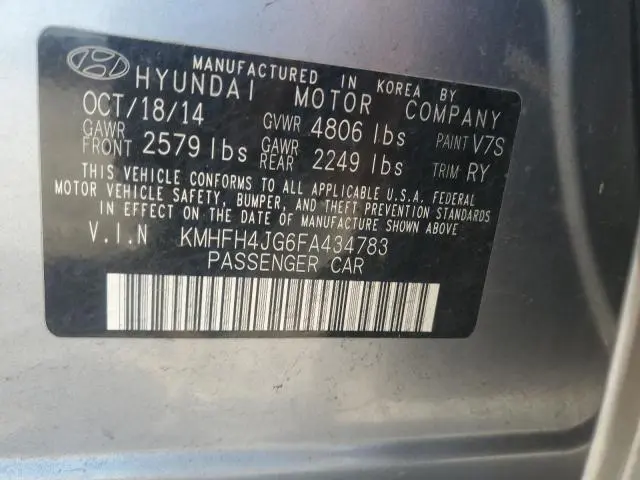 MANUFACTURED IN KOREA BY
HYUNDAI MOTOR COMPANY
OCT/18/14 GVWR 4806 lbs PAINT V7S
GAWR FRONT 2579 lbs GAWR REAR 2249 lbs TRIM RY
THIS VEHICLE CONFORMS TO ALL APPLICABLE U.S.A. FEDERAL
MOTOR VEHICLE SAFETY, BUMPER, AND THEFT PREVENTION STANDARDS
IN EFFECT ON THE DATE OF MANUFACTURE SHOWN ABOVE
V.I.N KMHFH4JG6FA434783
PASSENGER CAR